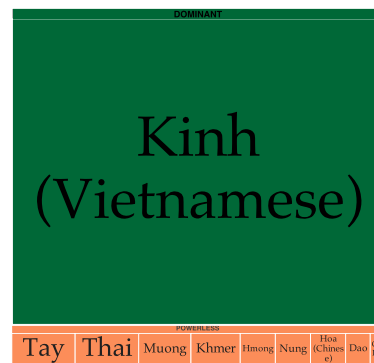 DOMINANT
Kinh
(Vietnamese)
POWERLESS
Tay
Thai
Muong
Khmer
Hmong
Nung
Hoa
(Chines
e)
Dao